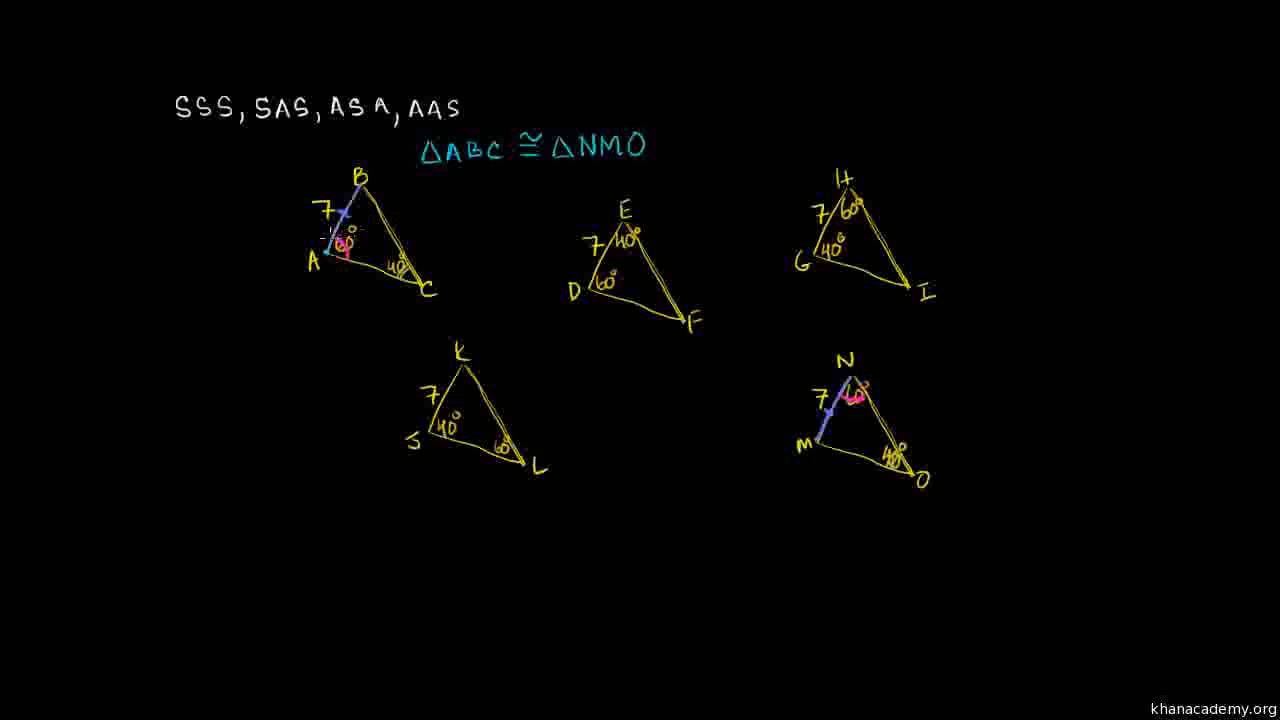 SSS, SAS, ASA, AAS
△ABC ≅ △NMO
B
7
60°
A
40°
C
E
7
40°
D
60°
F
H
7
60°
G
40°
I
K
7
J
40°
60°
L
N
7
60°
M
40°
O
khanacademy.org